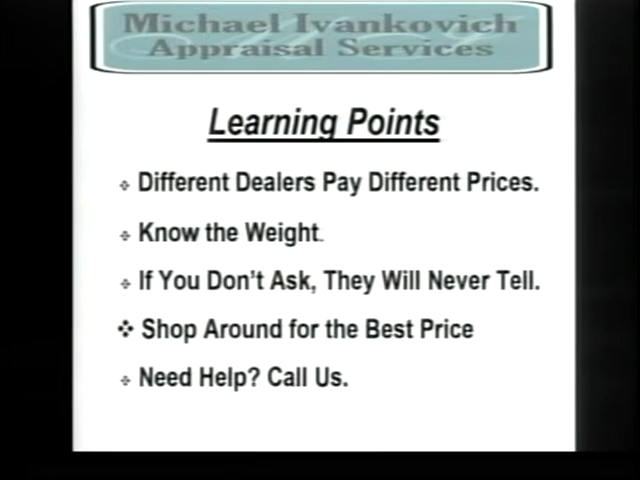 Michael Ivankovich
Appraisal Services
Learning Points
Different Dealers Pay Different Prices.
Know the Weight.
If You Don't Ask, They Will Never Tell.
Shop Around for the Best Price
Need Help? Call Us.